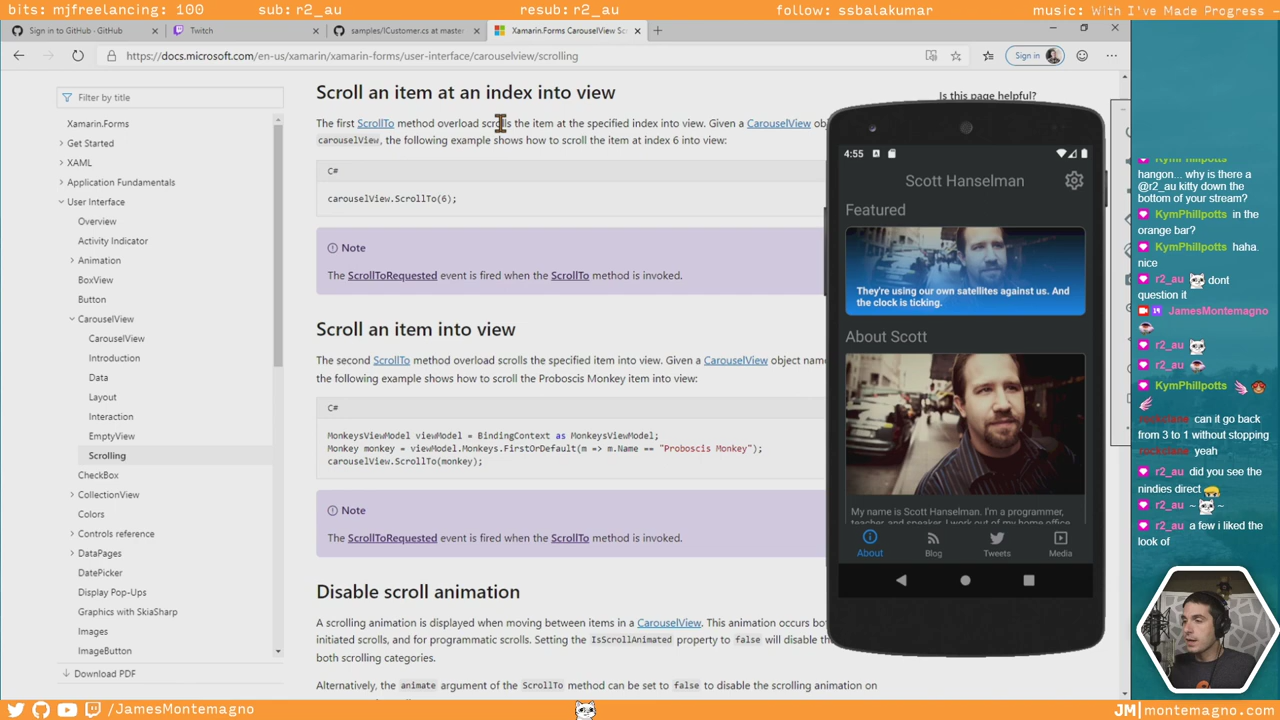 bits: mjfreelancing: 100
sub: r2_au
resub: r2_au
follow: ssbalakumar
music: With I've Made Progress -
Sign in to GitHub · GitHub
Twitch
samples/ICustomer.cs at master
Xamarin.Forms CarouselView Sc
https://docs.microsoft.com/en-us/xamarin/xamarin-forms/user-interface/carouselview/scrolling
Sign in
Filter by title
Xamarin.Forms
Get Started
XAML
Application Fundamentals
User Interface
Overview
Activity Indicator
Animation
BoxView
Button
CarouselView
CarouselView
Introduction
Data
Layout
Interaction
EmptyView
Scrolling
CheckBox
CollectionView
Colors
Controls reference
DataPages
DatePicker
Display Pop-Ups
Graphics with SkiaSharp
Images
ImageButton
Download PDF
Scroll an item at an index into view
Is this page helpful?
The first ScrollTo method overload scrolls the item at the specified index into view. Given a CarouselView obj
carouselView, the following example shows how to scroll the item at index 6 into view:
C#
carouselView.ScrollTo(6);
Note
The ScrollToRequested event is fired when the ScrollTo method is invoked.
Scroll an item into view
The second ScrollTo method overload scrolls the specified item into view. Given a CarouselView object name
the following example shows how to scroll the Proboscis Monkey item into view:
C#
MonkeysViewModel viewModel = BindingContext as MonkeysViewModel;
Monkey monkey = viewModel.Monkeys.FirstOrDefault(m => m.Name == "Proboscis Monkey");
carouselView.ScrollTo(monkey);
Note
The ScrollToRequested event is fired when the ScrollTo method is invoked.
Disable scroll animation
A scrolling animation is displayed when moving between items in a CarouselView. This animation occurs bot
initiated scrolls, and for programmatic scrolls. Setting the IsScrollAnimated property to false will disable the
both scrolling categories.
Alternatively, the animate argument of the ScrollTo method can be set to false to disable the scrolling animation on
4:55
Scott Hanselman
Featured
They're using our own satellites against us. And
the clock is ticking.
About Scott
My name is Scott Hanselman. I'm a programmer,
teacher, and speaker. I work out of my home office
About
Blog
Tweets
Media
KymPhillpotts
hangon... why is there a
@r2_au kitty down the
bottom of your stream?
KymPhillpotts in the
orange bar?
KymPhillpotts haha.
nice
r2_au dont
question it
JamesMontemagno
r2_au
r2_au
KymPhillpotts
can it go back
from 3 to 1 without stopping
yeah
r2_au did you see the
nindies direct
r2_au ~ ~
r2_au a few i liked the
look of
/JamesMontemagno
JM montemagno.com